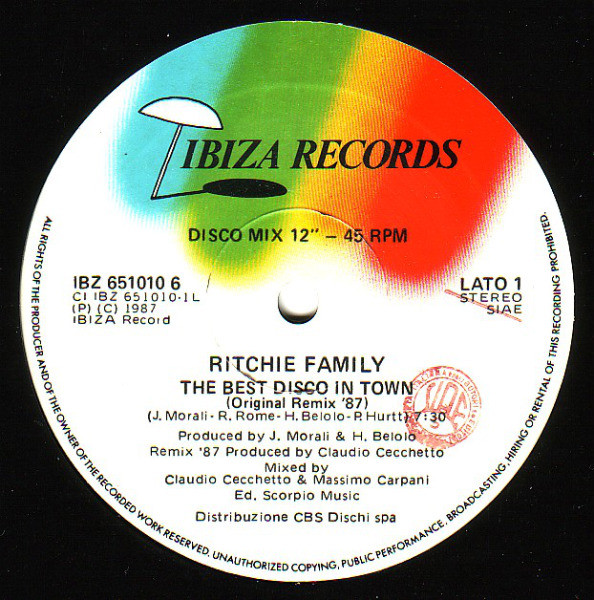 IBIZA RECORDS
DISCO MIX 12" - 45 RPM
IBZ 651010 6
CI IBZ 651010-1L
(P) (C) 1987
IBIZA Record
LATO 1
STEREO
SIAE
RITCHIE FAMILY
THE BEST DISCO IN TOWN
(Original Remix '87)
(J. Morali - R. Rome - H. Belolo - P. Hurtt) 7:30
Produced by J. Morali & H. Belolo
Remix '87 Produced by Claudio Cecchetto
Mixed by
Claudio Cecchetto & Massimo Carpani
Ed. Scorpio Music
Distribuzione CBS Dischi spa
ALL RIGHTS OF THE PRODUCER AND OF THE OWNER OF THE RECORDED WORK RESERVED. UNAUTHORIZED COPYING, PUBLIC PERFORMANCE, BROADCASTING, HIRING OR RENTAL OF THIS RECORDING PROHIBITED.